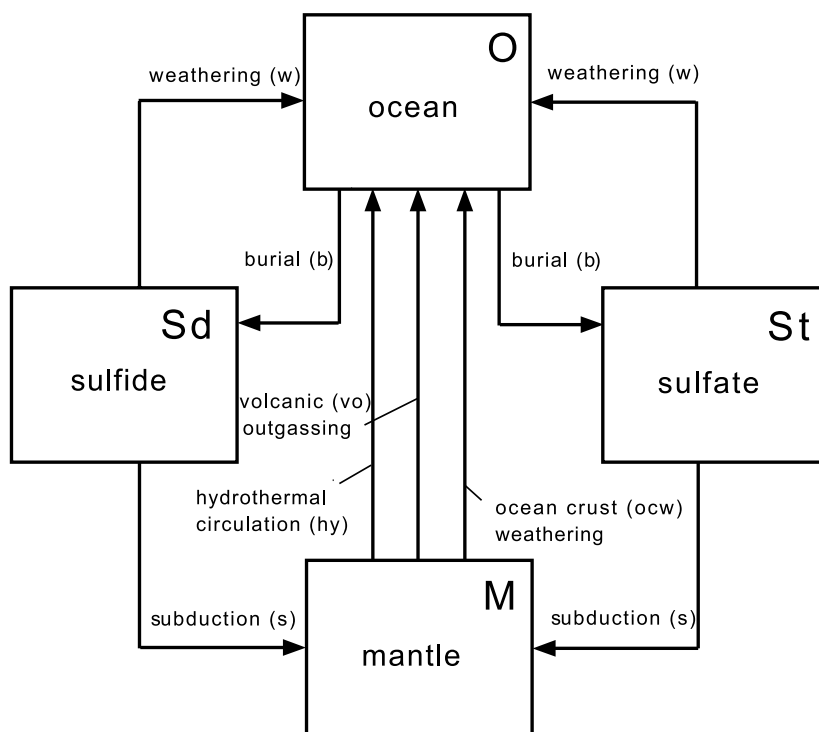 O
weathering (w)
weathering (w)
ocean
burial (b)
burial (b)
Sd
St
sulfide
sulfate
volcanic (vo)
outgassing
hydrothermal
circulation (hy)
ocean crust (ocw)
weathering
M
subduction (s)
subduction (s)
mantle